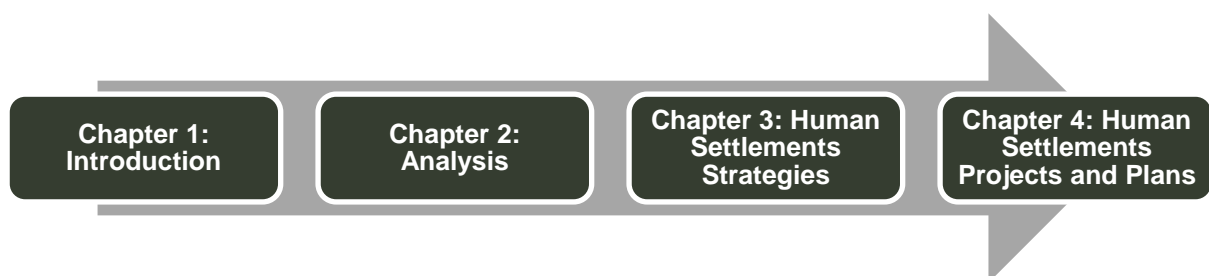 Chapter 1:
Introduction
Chapter 2:
Analysis
Chapter 3: Human
Settlements
Strategies
Chapter 4: Human
Settlements
Projects and Plans